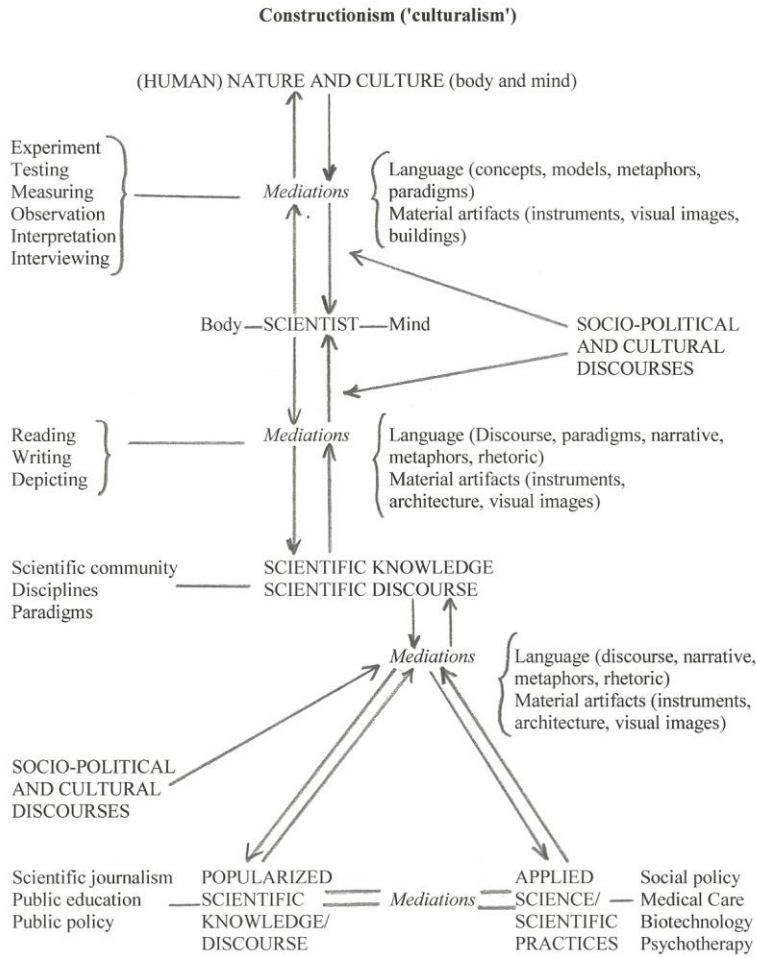 Constructionism ('culturalism')
(HUMAN) NATURE AND CULTURE (body and mind)
Experiment
Testing
Measuring
Observation
Interpretation
Interviewing
Mediations
Language (concepts, models, metaphors,
paradigms)
Material artifacts (instruments, visual images,
buildings)
Body
SCIENTIST
Mind
SOCIO-POLITICAL
AND CULTURAL
DISCOURSES
Reading
Writing
Depicting
Mediations
Language (Discourse, paradigms, narrative,
metaphors, rhetoric)
Material artifacts (instruments,
architecture, visual images)
Scientific community
Disciplines
Paradigms
SCIENTIFIC KNOWLEDGE
SCIENTIFIC DISCOURSE
Mediations
Language (discourse, narrative,
metaphors, rhetoric)
Material artifacts (instruments,
architecture, visual images)
SOCIO-POLITICAL
AND CULTURAL
DISCOURSES
Scientific journalism
Public education
Public policy
POPULARIZED
SCIENTIFIC
KNOWLEDGE/
DISCOURSE
Mediations
APPLIED
SCIENCE/
SCIENTIFIC
PRACTICES
Social policy
Medical Care
Biotechnology
Psychotherapy